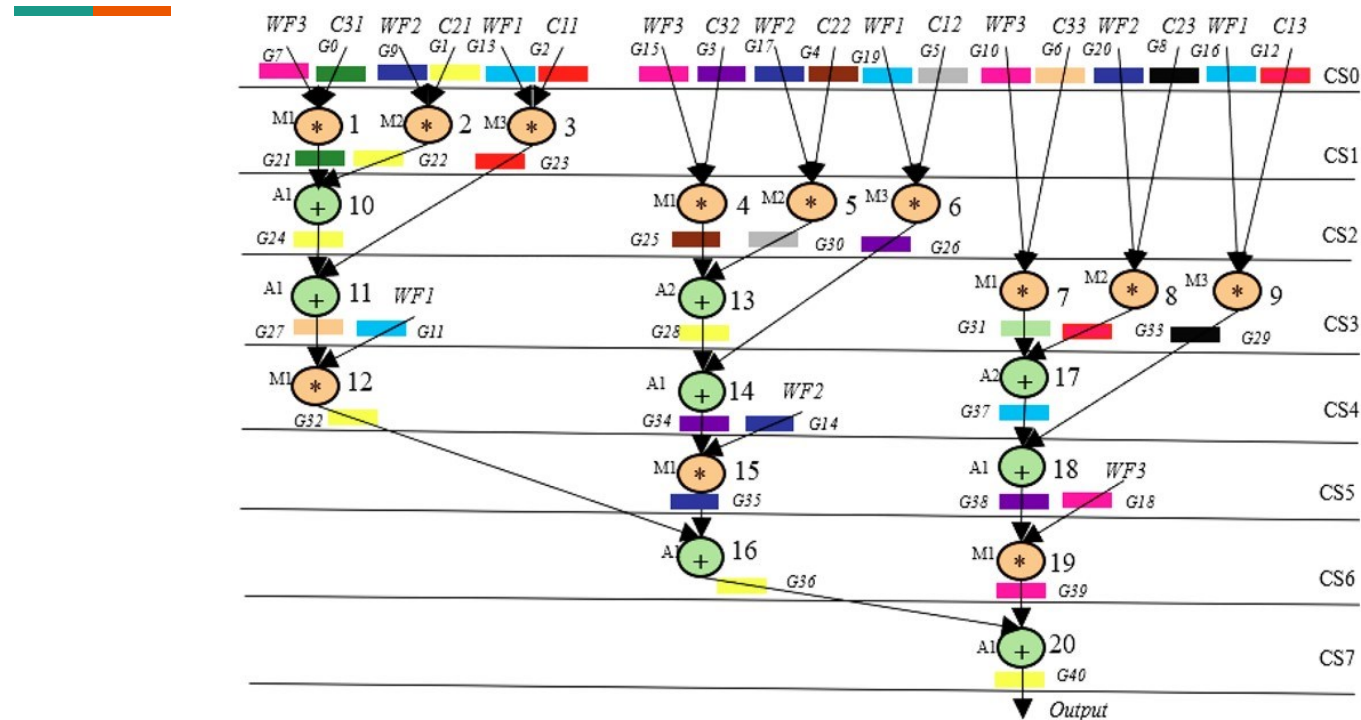 WF3 C31 WF2 C21 WF1 C11 WF3 C32 WF2 C22 WF1 C12 WF3 C33 WF2 C23 WF1 C13
G7 G0 G9 G1 G13 G2 G15 G3 G17 G4 G19 G5 G10 G6 G20 G8 G16 G12
CS0
M1 * 1 M2 * 2 M3 * 3
G21 G22 G23 CS1
A1 + 10 M1 * 4 M2 * 5 M3 * 6
G24 G25 G30 G26 CS2
A1 + 11 WF1 A2 + 13 M1 * 7 M2 * 8 M3 * 9
G27 G11 G28 G31 G33 G29 CS3
M1 * 12 A1 + 14 WF2 A2 + 17
G32 G34 G14 G37 CS4
M1 * 15 A1 + 18 WF3
G35 G38 G18 CS5
A1 + 16 M1 * 19
G36 G39 CS6
A1 + 20
G40 CS7
Output